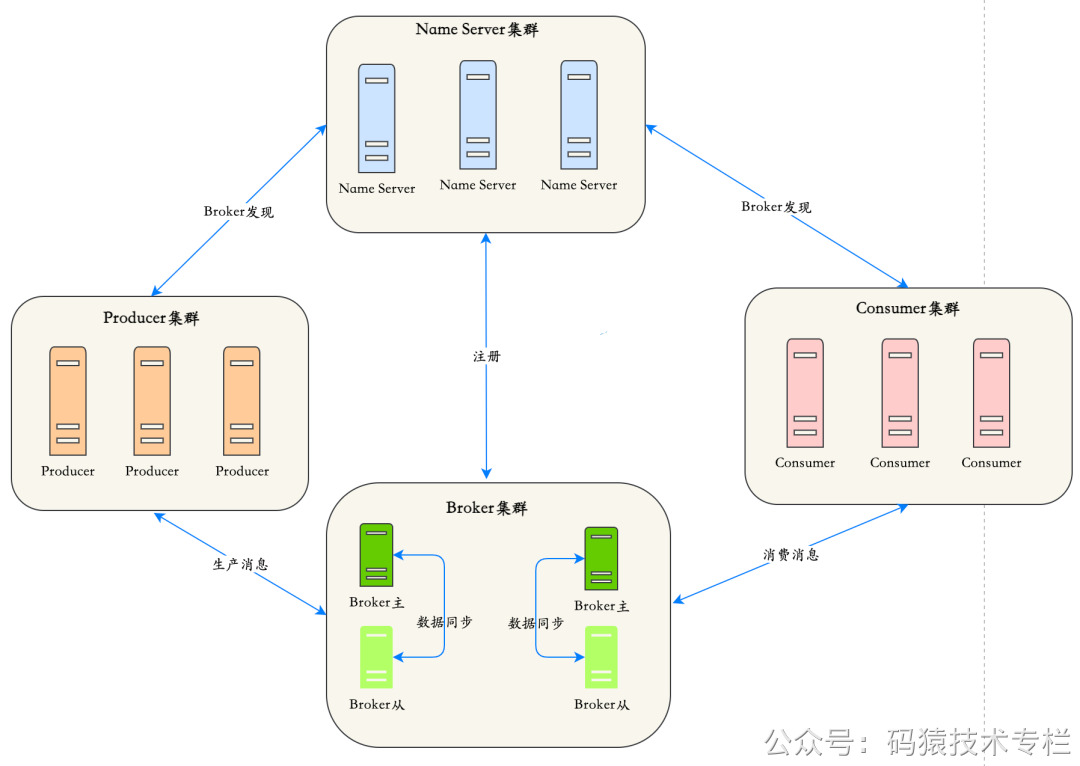 Name Server集群
Name Server
Name Server
Name Server
Broker发现
Broker发现
Producer集群
Producer
Producer
Producer
注册
Consumer集群
Consumer
Consumer
Consumer
生产消息
消费消息
Broker集群
Broker主
Broker主
数据同步
数据同步
Broker从
Broker从
公众号：码猿技术专栏